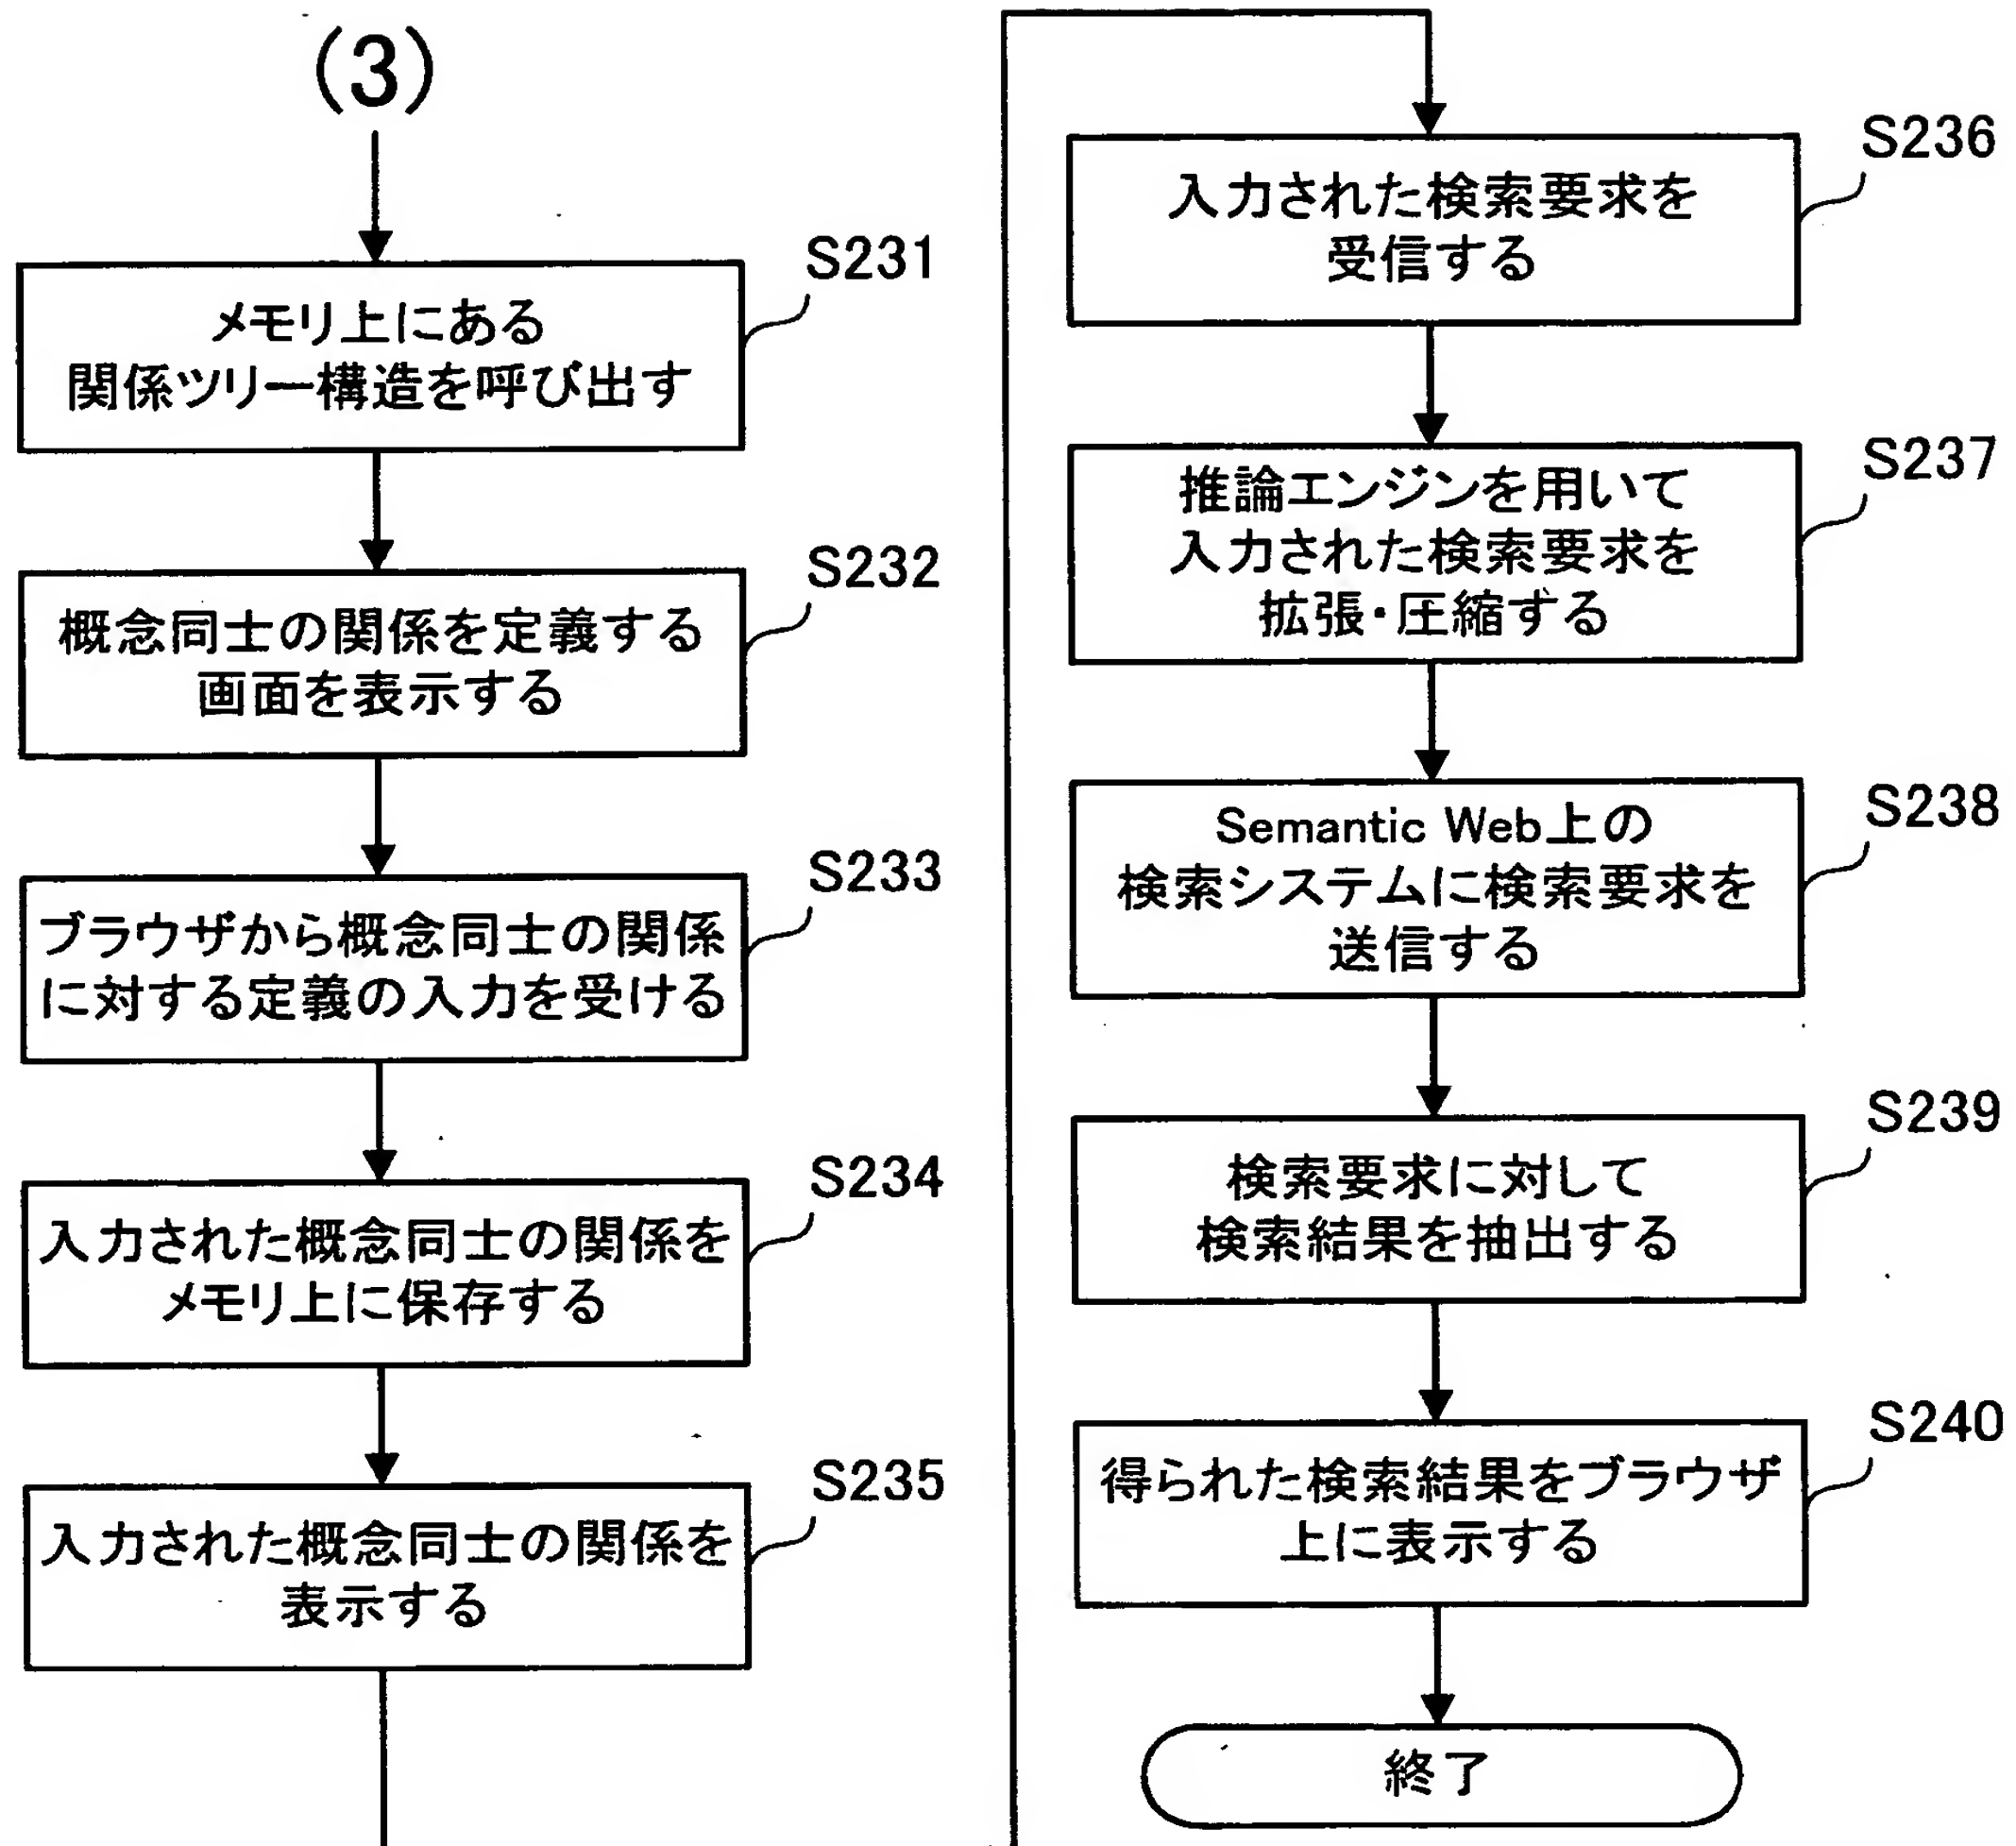 (3)
S231
メモリ上にある
関係ツリー構造を呼び出す
S232
概念同士の関係を定義する
画面を表示する
S233
ブラウザから概念同士の関係
に対する定義の入力を受ける
S234
入力された概念同士の関係を
メモリ上に保存する
S235
入力された概念同士の関係を
表示する
S236
入力された検索要求を
受信する
S237
推論エンジンを用いて
入力された検索要求を
拡張・圧縮する
S238
Semantic Web上の
検索システムに検索要求を
送信する
S239
検索要求に対して
検索結果を抽出する
S240
得られた検索結果をブラウザ
上に表示する
終了